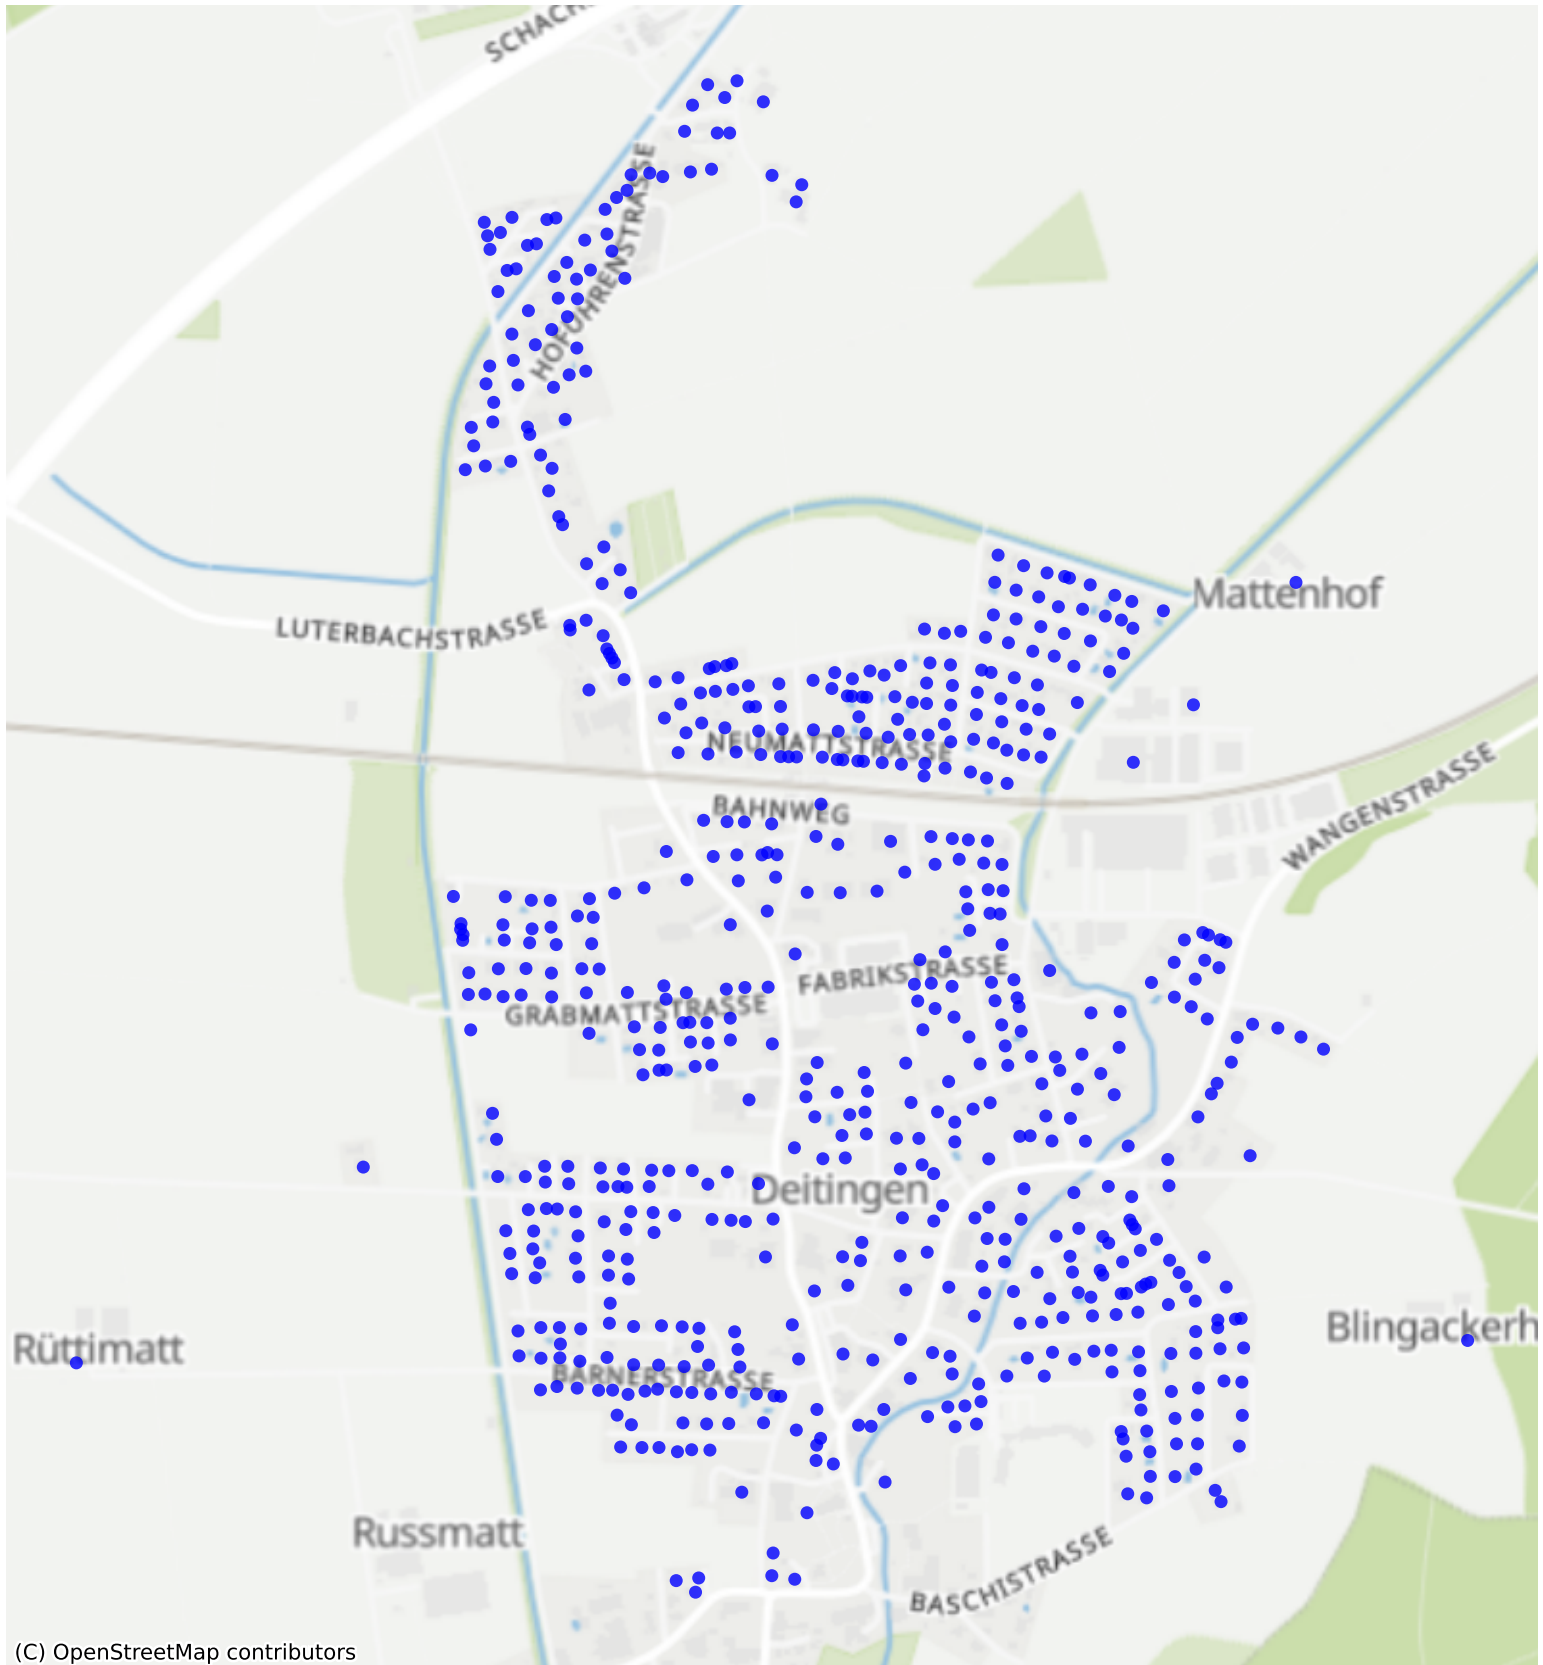 SCHACH
HOFUHRENSTRASSE
Mattenhof
LUTERBACHSTRASSE
NEUMATTSTRASSE
WANGENSTRASSE
BAHNWEG
FABRIKSTRASSE
GRABMATTSTRASSE
Deitingen
Blingackerh
Rüttimatt
BARNERSTRASSE
Russmatt
BASCHISTRASSE
(C) OpenStreetMap contributors